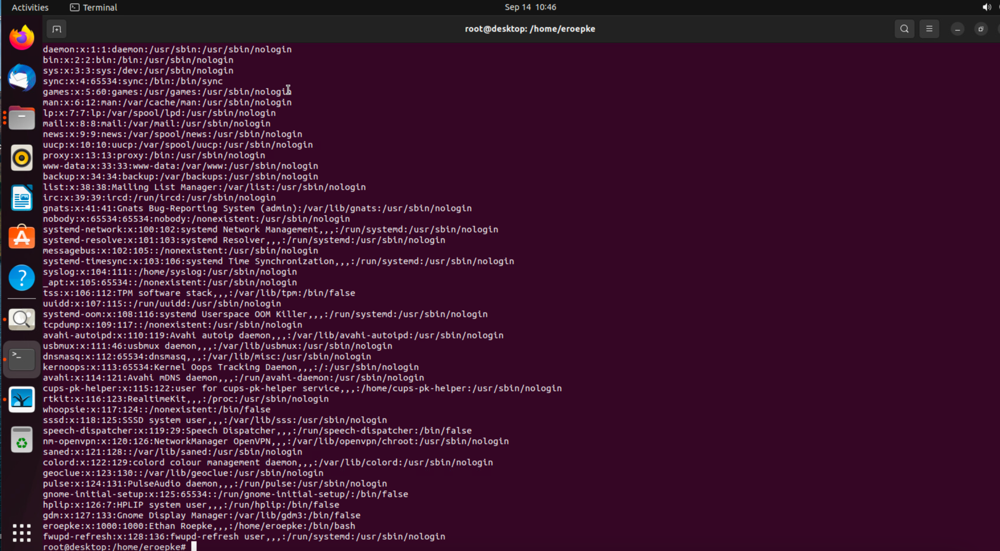 Activities
Terminal
Sep 14 10:46
root@desktop: /home/eroepke
daemon:x:1:1:daemon:/usr/sbin:/usr/sbin/nologin
bin:x:2:2:bin:/bin:/usr/sbin/nologin
sys:x:3:3:sys:/dev:/usr/sbin/nologin
sync:x:4:65534:sync:/bin:/bin/sync
games:x:5:60:games:/usr/games:/usr/sbin/nologin
man:x:6:12:man:/var/cache/man:/usr/sbin/nologin
lp:x:7:7:lp:/var/spool/lpd:/usr/sbin/nologin
mail:x:8:8:mail:/var/mail:/usr/sbin/nologin
news:x:9:9:news:/var/spool/news:/usr/sbin/nologin
uucp:x:10:10:uucp:/var/spool/uucp:/usr/sbin/nologin
proxy:x:13:13:proxy:/bin:/usr/sbin/nologin
www-data:x:33:33:www-data:/var/www:/usr/sbin/nologin
backup:x:34:34:backup:/var/backups:/usr/sbin/nologin
list:x:38:38:Mailing List Manager:/var/list:/usr/sbin/nologin
irc:x:39:39:ircd:/run/ircd:/usr/sbin/nologin
gnats:x:41:41:Gnats Bug-Reporting System (admin):/var/lib/gnats:/usr/sbin/nologin
nobody:x:65534:65534:nobody:/nonexistent:/usr/sbin/nologin
systemd-network:x:100:102:systemd Network Management,,,:/run/systemd:/usr/sbin/nologin
systemd-resolve:x:101:103:systemd Resolver,,,:/run/systemd:/usr/sbin/nologin
messagebus:x:102:105::/nonexistent:/usr/sbin/nologin
systemd-timesync:x:103:106:systemd Time Synchronization,,,:/run/systemd:/usr/sbin/nologin
syslog:x:104:111::/home/syslog:/usr/sbin/nologin
_apt:x:105:65534::/nonexistent:/usr/sbin/nologin
tss:x:106:112:TPM software stack,,,:/var/lib/tpm:/bin/false
uuidd:x:107:115::/run/uuidd:/usr/sbin/nologin
systemd-oom:x:108:116:systemd Userspace OOM Killer,,,:/run/systemd:/usr/sbin/nologin
tcpdump:x:109:117::/nonexistent:/usr/sbin/nologin
avahi-autoipd:x:110:119:Avahi autoip daemon,,,:/var/lib/avahi-autoipd:/usr/sbin/nologin
usbmux:x:111:46:usbmux daemon,,,:/var/lib/usbmux:/usr/sbin/nologin
dnsmasq:x:112:65534:dnsmasq,,,:/var/lib/misc:/usr/sbin/nologin
kernoops:x:113:65534:Kernel Oops Tracking Daemon,,,:/:/usr/sbin/nologin
avahi:x:114:121:Avahi mDNS daemon,,,:/run/avahi-daemon:/usr/sbin/nologin
cups-pk-helper:x:115:122:user for cups-pk-helper service,,,:/home/cups-pk-helper:/usr/sbin/nologin
rtkit:x:116:123:RealtimeKit,,,:/proc:/usr/sbin/nologin
whoopsie:x:117:124::/nonexistent:/bin/false
sssd:x:118:125:SSSD system user,,,:/var/lib/sss:/usr/sbin/nologin
speech-dispatcher:x:119:29:Speech Dispatcher,,,:/run/speech-dispatcher:/bin/false
nm-openvpn:x:120:126:NetworkManager OpenVPN,,,:/var/lib/openvpn/chroot:/usr/sbin/nologin
saned:x:121:128::/var/lib/saned:/usr/sbin/nologin
colord:x:122:129:colord colour management daemon,,,:/var/lib/colord:/usr/sbin/nologin
geoclue:x:123:130::/var/lib/geoclue:/usr/sbin/nologin
pulse:x:124:131:PulseAudio daemon,,,:/run/pulse:/usr/sbin/nologin
gnome-initial-setup:x:125:65534::/run/gnome-initial-setup/:/bin/false
hplip:x:126:7:HPLIP system user,,,:/run/hplip:/bin/false
gdm:x:127:133:Gnome Display Manager:/var/lib/gdm3:/bin/false
eroepke:x:1000:1000:Ethan Roepke,,,:/home/eroepke:/bin/bash
fwupd-refresh:x:128:136:fwupd-refresh user,,,:/run/systemd:/usr/sbin/nologin
root@desktop:/home/eroepke#